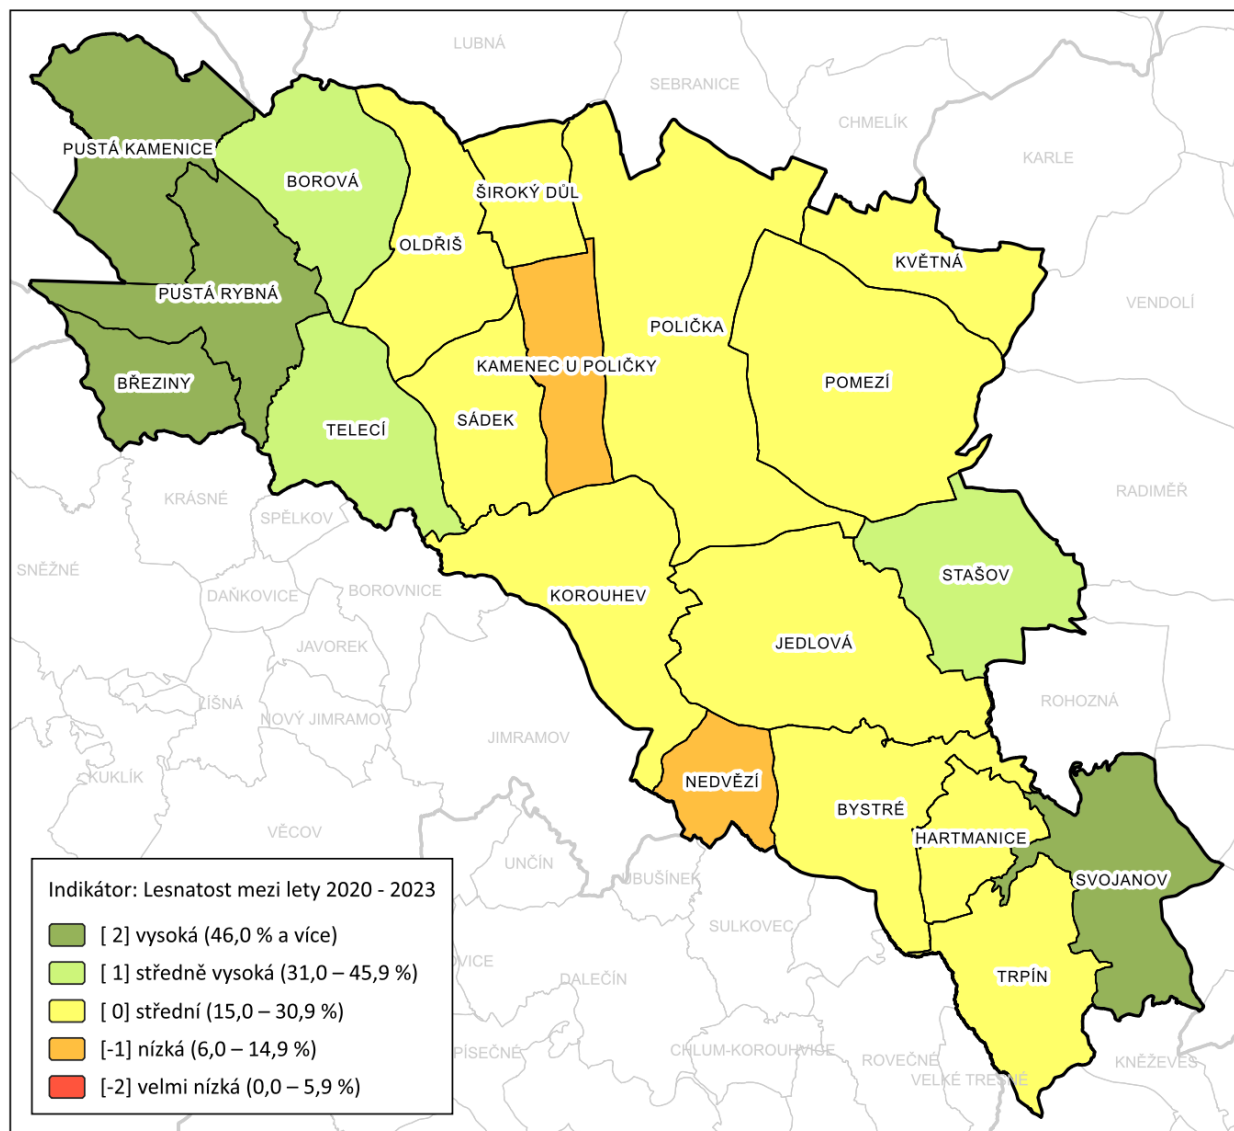 LUBNÁ
SEBRANICE
CHMELÍK
KARLE
PUSTÁ KAMENICE
BOROVÁ
ŠIROKÝ DŮL
OLDŘIŠ
KVĚTNÁ
PUSTÁ RYBNÁ
VENDOLÍ
POLIČKA
KAMENEC U POLIČKY
BŘEZINY
POMEZÍ
SÁDEK
TELECÍ
KRÁSNÉ
RADIMĚŘ
SPĚLKOV
SNĚŽNÉ
STAŠOV
BOROVNICE
DAŇKOVICE
KOROUHEV
JAVOREK
JEDLOVÁ
LÍŠNÁ
ROHOZNÁ
NOVÝ JIMRAMOV
JIMRAMOV
KUKLÍK
NEDVĚZÍ
BYSTRÉ
VĚCOV
HARTMANICE
UNČÍN
UBUŠÍNEK
SVOJANOV
SULKOVEC
OVICE
DALEČÍN
TRPÍN
PÍSEČNÉ
CHLUM-KOROUHVICE
ROVEČNÉ
KNĚŽEVES
VELKÉ TRESNÉ
Indikátor: Lesnatost mezi lety 2020 - 2023
[ 2] vysoká (46,0 % a více)
[ 1] středně vysoká (31,0 – 45,9 %)
[ 0] střední (15,0 – 30,9 %)
[-1] nízká (6,0 – 14,9 %)
[-2] velmi nízká (0,0 – 5,9 %)